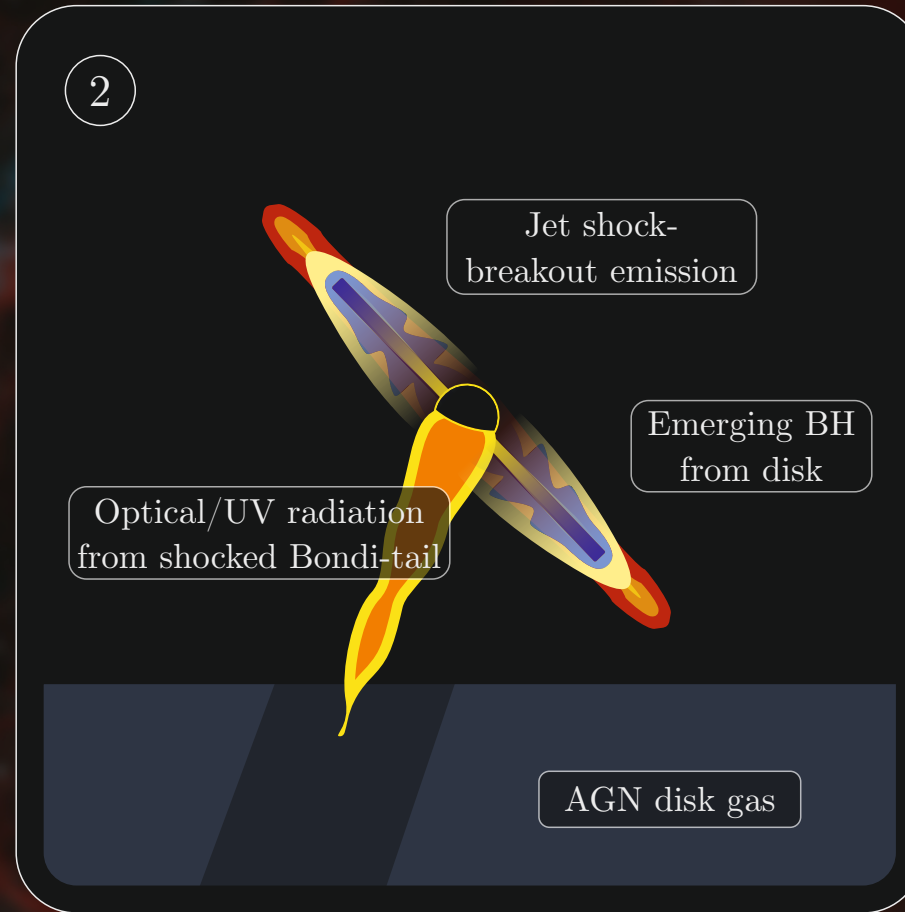 2
Jet shock-
breakout emission
Emerging BH
from disk
Optical/UV radiation
from shocked Bondi-tail
AGN disk gas